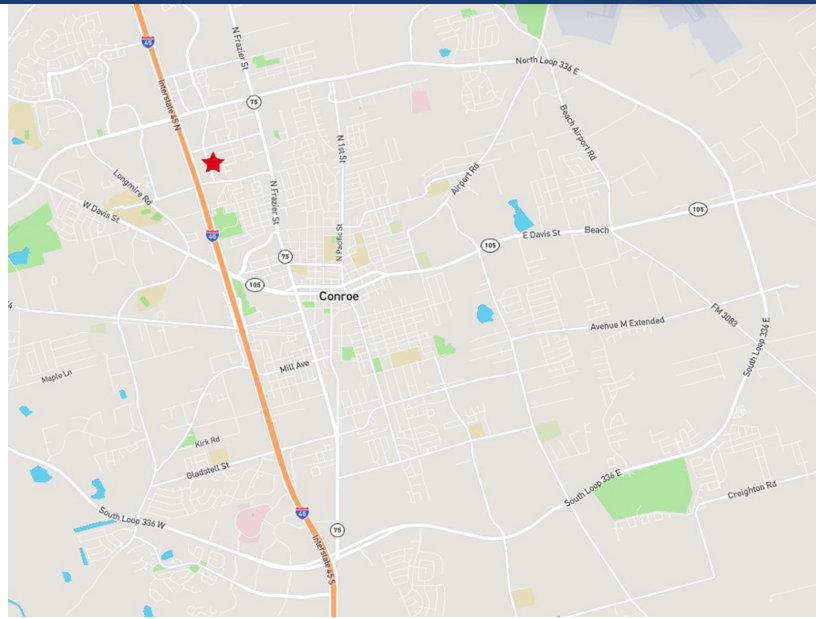 45
N Frazier St
North Loop 336 E
Interstate 45 N
75
Beach Airport Rd
N 1st St
Longmire Rd
Airport Rd
N Frazier St
W Davis St
105
45
N Pacific St
E Davis St
Beach
105
75
105
Conroe
FM 3083
Avenue M Extended
South Loop 336 E
Mill Ave
Maple Ln
Kirk Rd
Gladstell St
South Loop 336 E
Creighton Rd
South Loop 336 W
45
75
Interstate 45 S